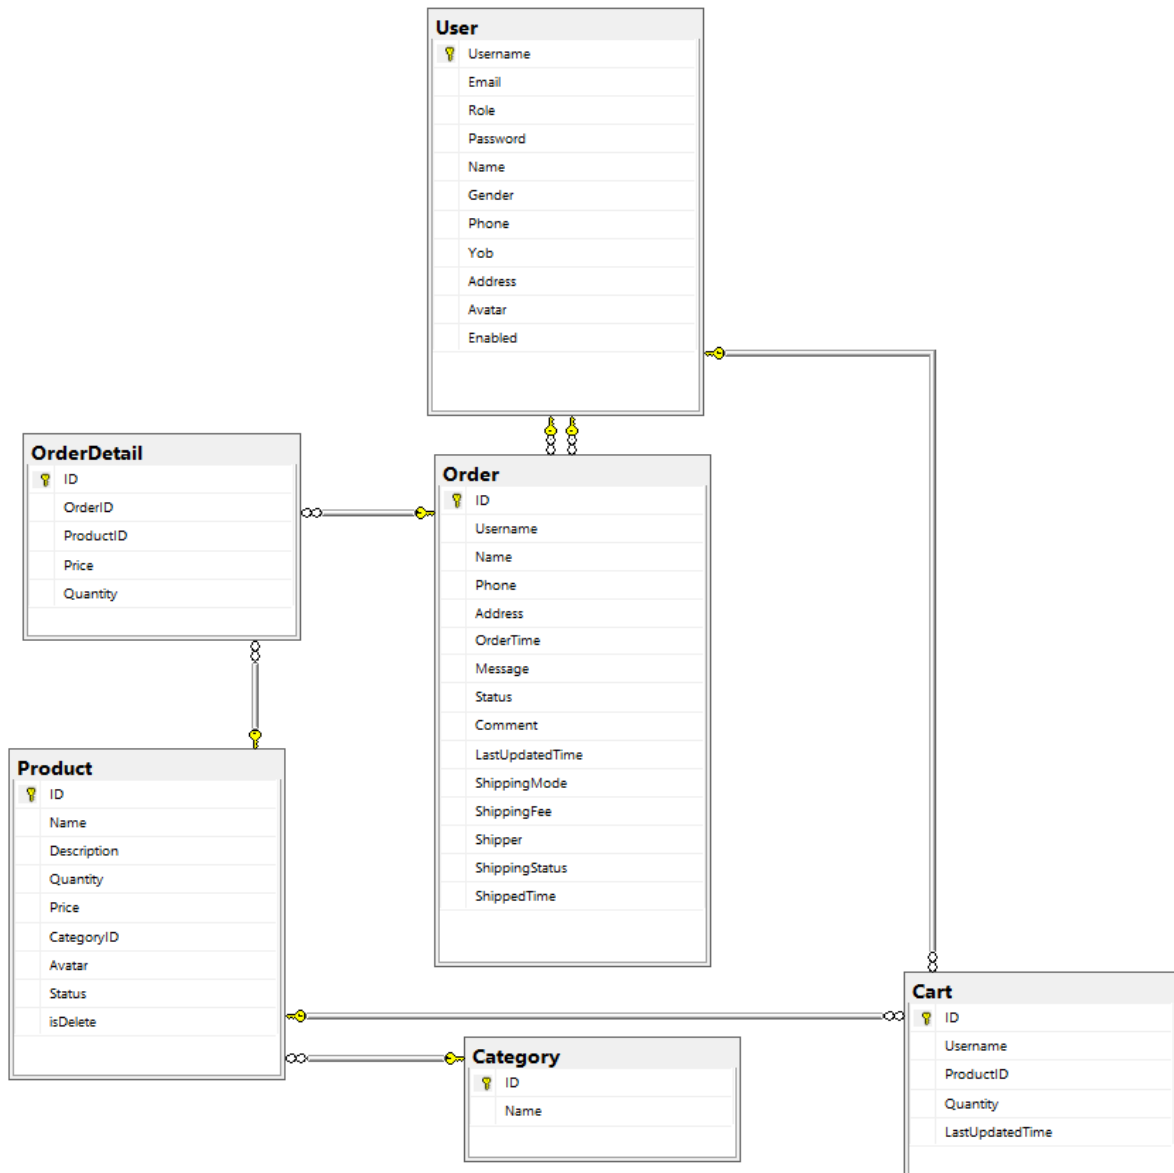 User
Username
Email
Role
Password
Name
Gender
Phone
Yob
Address
Avatar
Enabled
OrderDetail
ID
OrderID
ProductID
Price
Quantity
Order
ID
Username
Name
Phone
Address
OrderTime
Message
Status
Comment
LastUpdatedTime
ShippingMode
ShippingFee
Shipper
ShippingStatus
ShippedTime
Product
ID
Name
Description
Quantity
Price
CategoryID
Avatar
Status
isDelete
Category
ID
Name
Cart
ID
Username
ProductID
Quantity
LastUpdatedTime